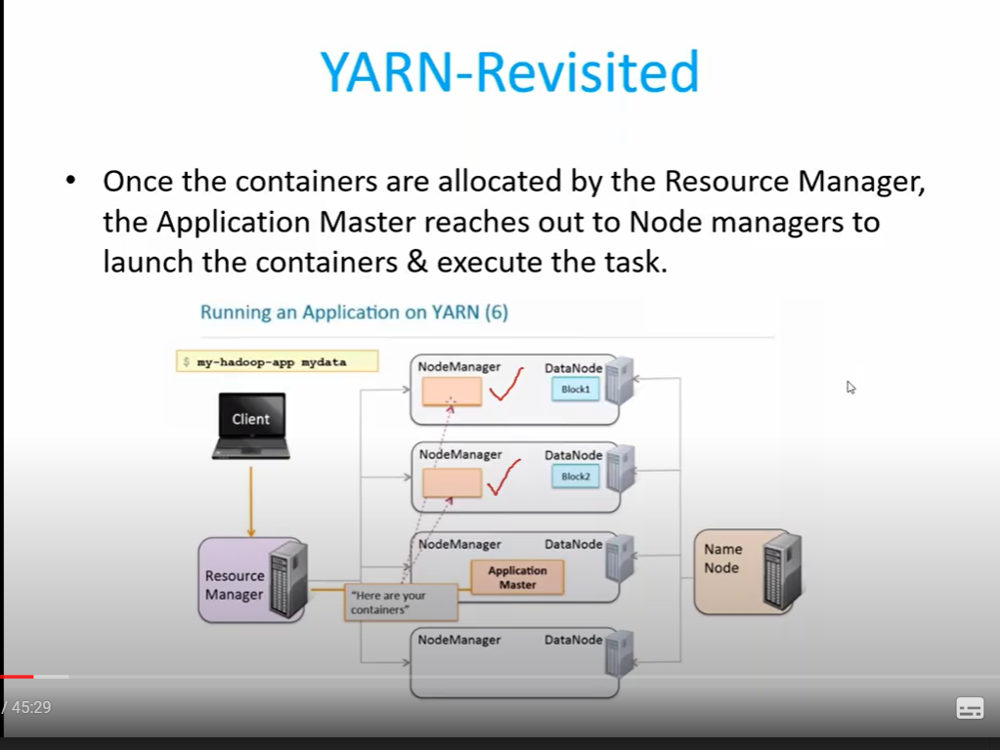 YARN-Revisited
• Once the containers are allocated by the Resource Manager,
the Application Master reaches out to Node managers to
launch the containers & execute the task.
Running an Application on YARN (6)
$ my-hadoop-app mydata
Client
NodeManager
DataNode
Block1
NodeManager
DataNode
Block2
NodeManager
DataNode
Application
Master
Resource
Manager
"Here are your
containers"
Name
Node
NodeManager
DataNode
/ 45:29